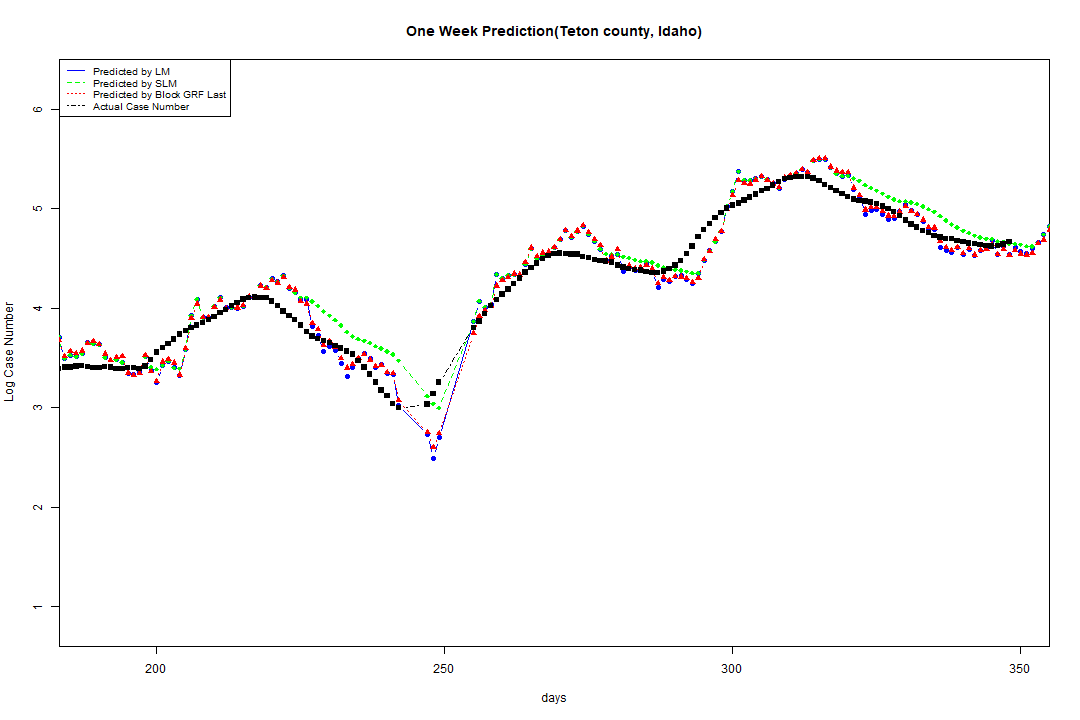 One Week Prediction(Teton county, Idaho)
Predicted by LM
Predicted by SLM
Predicted by Block GRF Last
Actual Case Number
6
5
4
3
2
1
Log Case Number
200
250
300
350
days